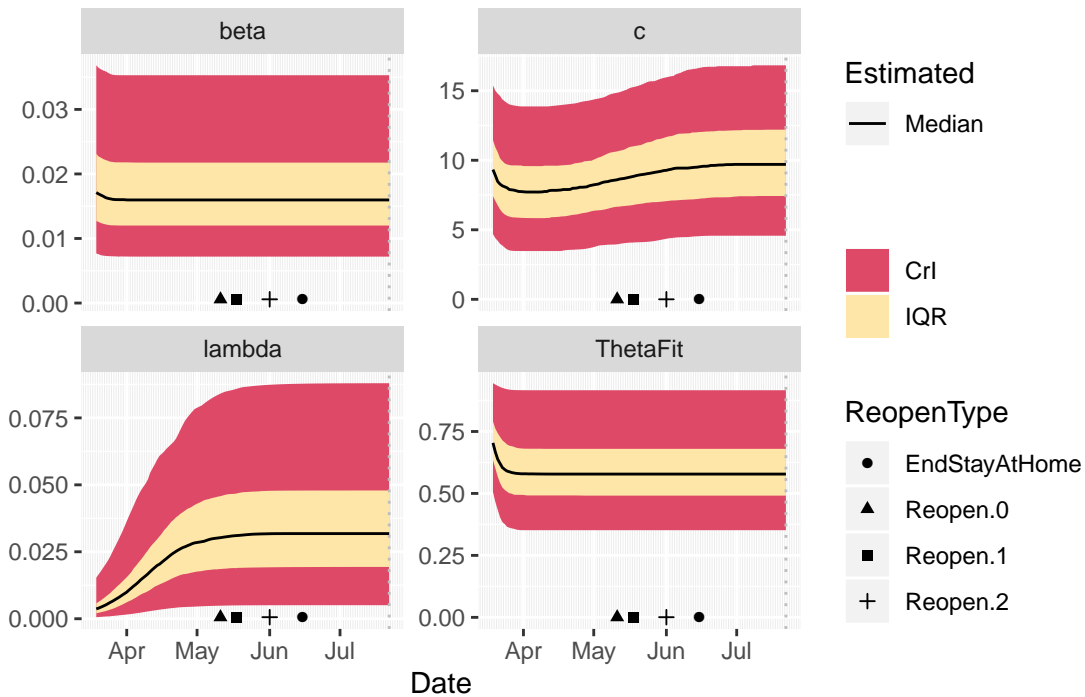 beta
c
0.03
0.02
0.01
0.00
15
10
5
0
lambda
ThetaFit
0.075
0.050
0.025
0.000
0.75
0.50
0.25
0.00
Apr May Jun Jul
Apr May Jun Jul
Date
Estimated
Median
CrI
IQR
ReopenType
EndStayAtHome
Reopen.0
Reopen.1
Reopen.2